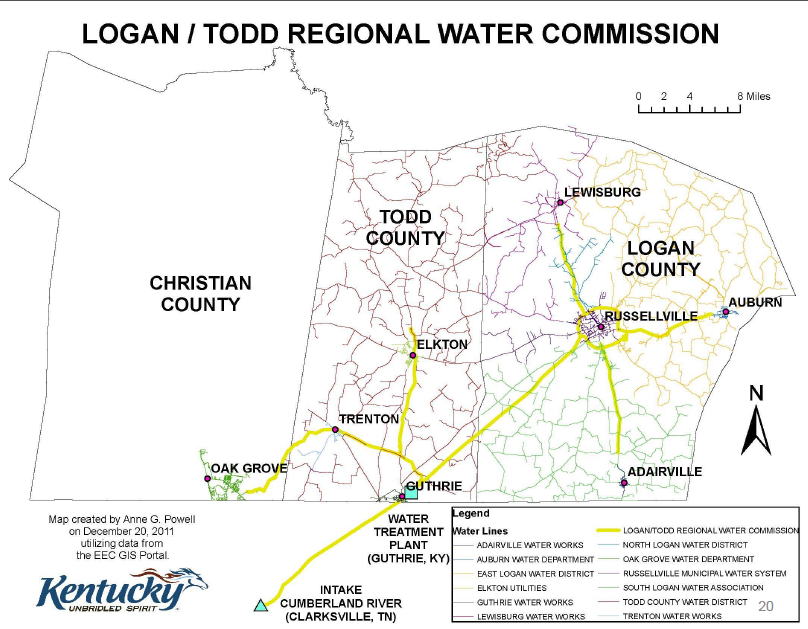 LOGAN / TODD REGIONAL WATER COMMISSION
0 2 4 8 Miles
LEWISBURG
TODD
COUNTY
LOGAN
COUNTY
CHRISTIAN
COUNTY
AUBURN
RUSSELLVILLE
ELKTON
TRENTON
N
OAK GROVE
ADAIRVILLE
GUTHRIE
WATER
TREATMENT
PLANT
(GUTHRIE, KY)
INTAKE
CUMBERLAND RIVER
(CLARKSVILLE, TN)
Map created by Anne G. Powell
on December 20, 2011
utilizing data from
the EEC GIS Portal.
Kentucky
UNBRIDLED SPIRIT
Legend
Water Lines
ADAIRVILLE WATER WORKS
AUBURN WATER DEPARTMENT
EAST LOGAN WATER DISTRICT
ELKTON UTILITIES
GUTHRIE WATER WORKS
LEWISBURG WATER WORKS
LOGAN/TODD REGIONAL WATER COMMISSION
NORTH LOGAN WATER DISTRICT
OAK GROVE WATER DEPARTMENT
RUSSELLVILLE MUNICIPAL WATER SYSTEM
SOUTH LOGAN WATER ASSOCIATION
TODD COUNTY WATER DISTRICT
TRENTON WATER WORKS
20